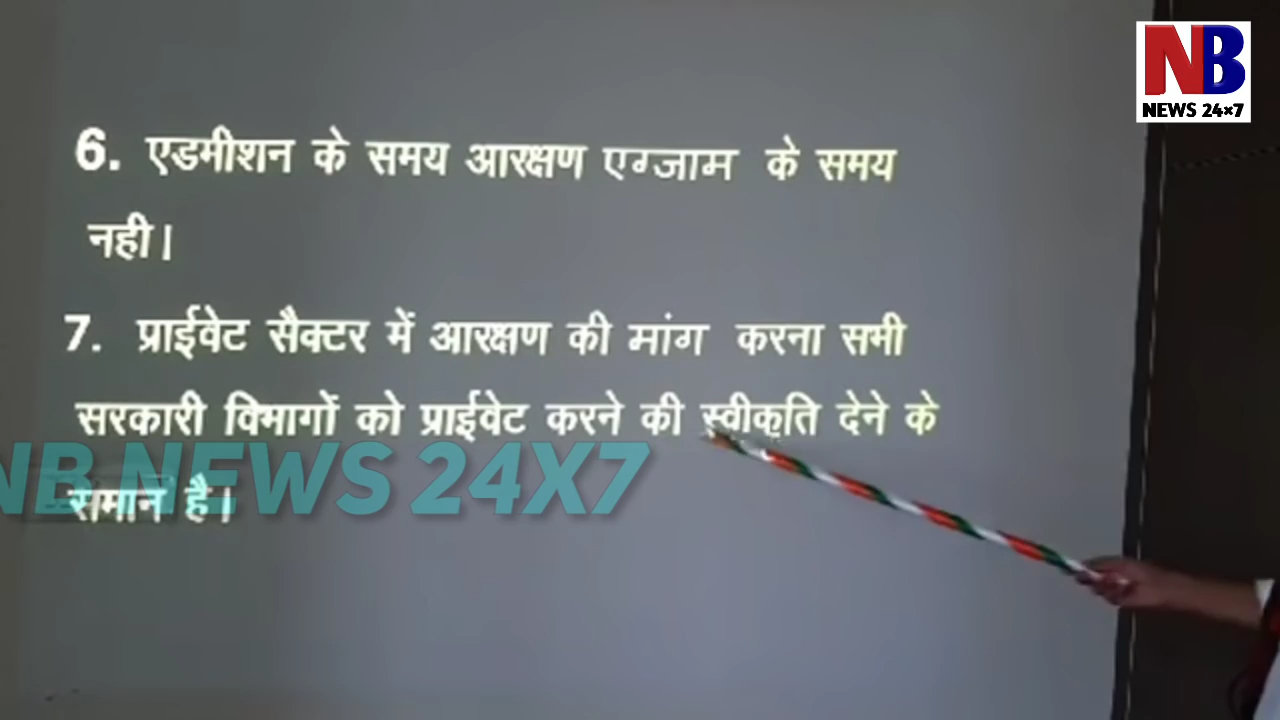 NB
NEWS 24×7
6. एडमीशन के समय आरक्षण एग्जाम के समय
नही।
7. प्राईवेट सैक्टर में आरक्षण की मांग करना सभी
सरकारी विभागों को प्राईवेट करने की स्वीकृति देने के
समान है।
NB NEWS 24X7